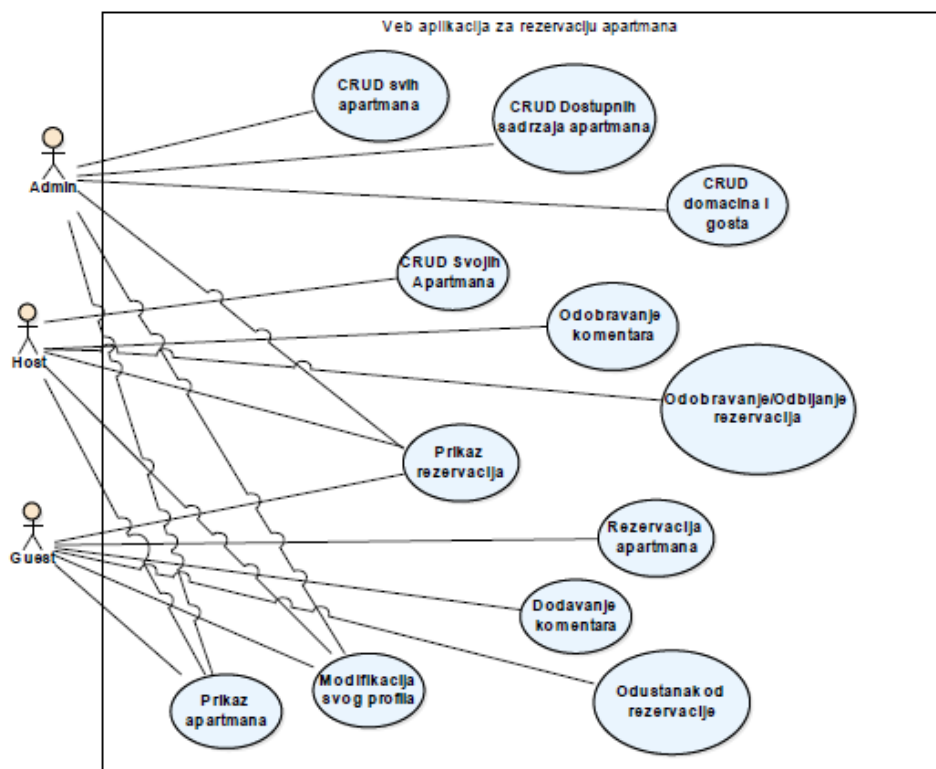 Veb aplikacija za rezervaciju apartmana
CRUD svih
apartmana
CRUD Dostupnih
sadrzaja apartmana
Admin
CRUD
domacina i
gosta
CRUD Svojih
Apartmana
Odobravanje
komentara
Host
Odobravanje/Odbijanje
rezervacija
Prikaz
rezervacija
Guest
Rezervacija
apartmana
Dodavanje
komentara
Modifikacija
svog profila
Prikaz
apartmana
Odustanak od
rezervacije